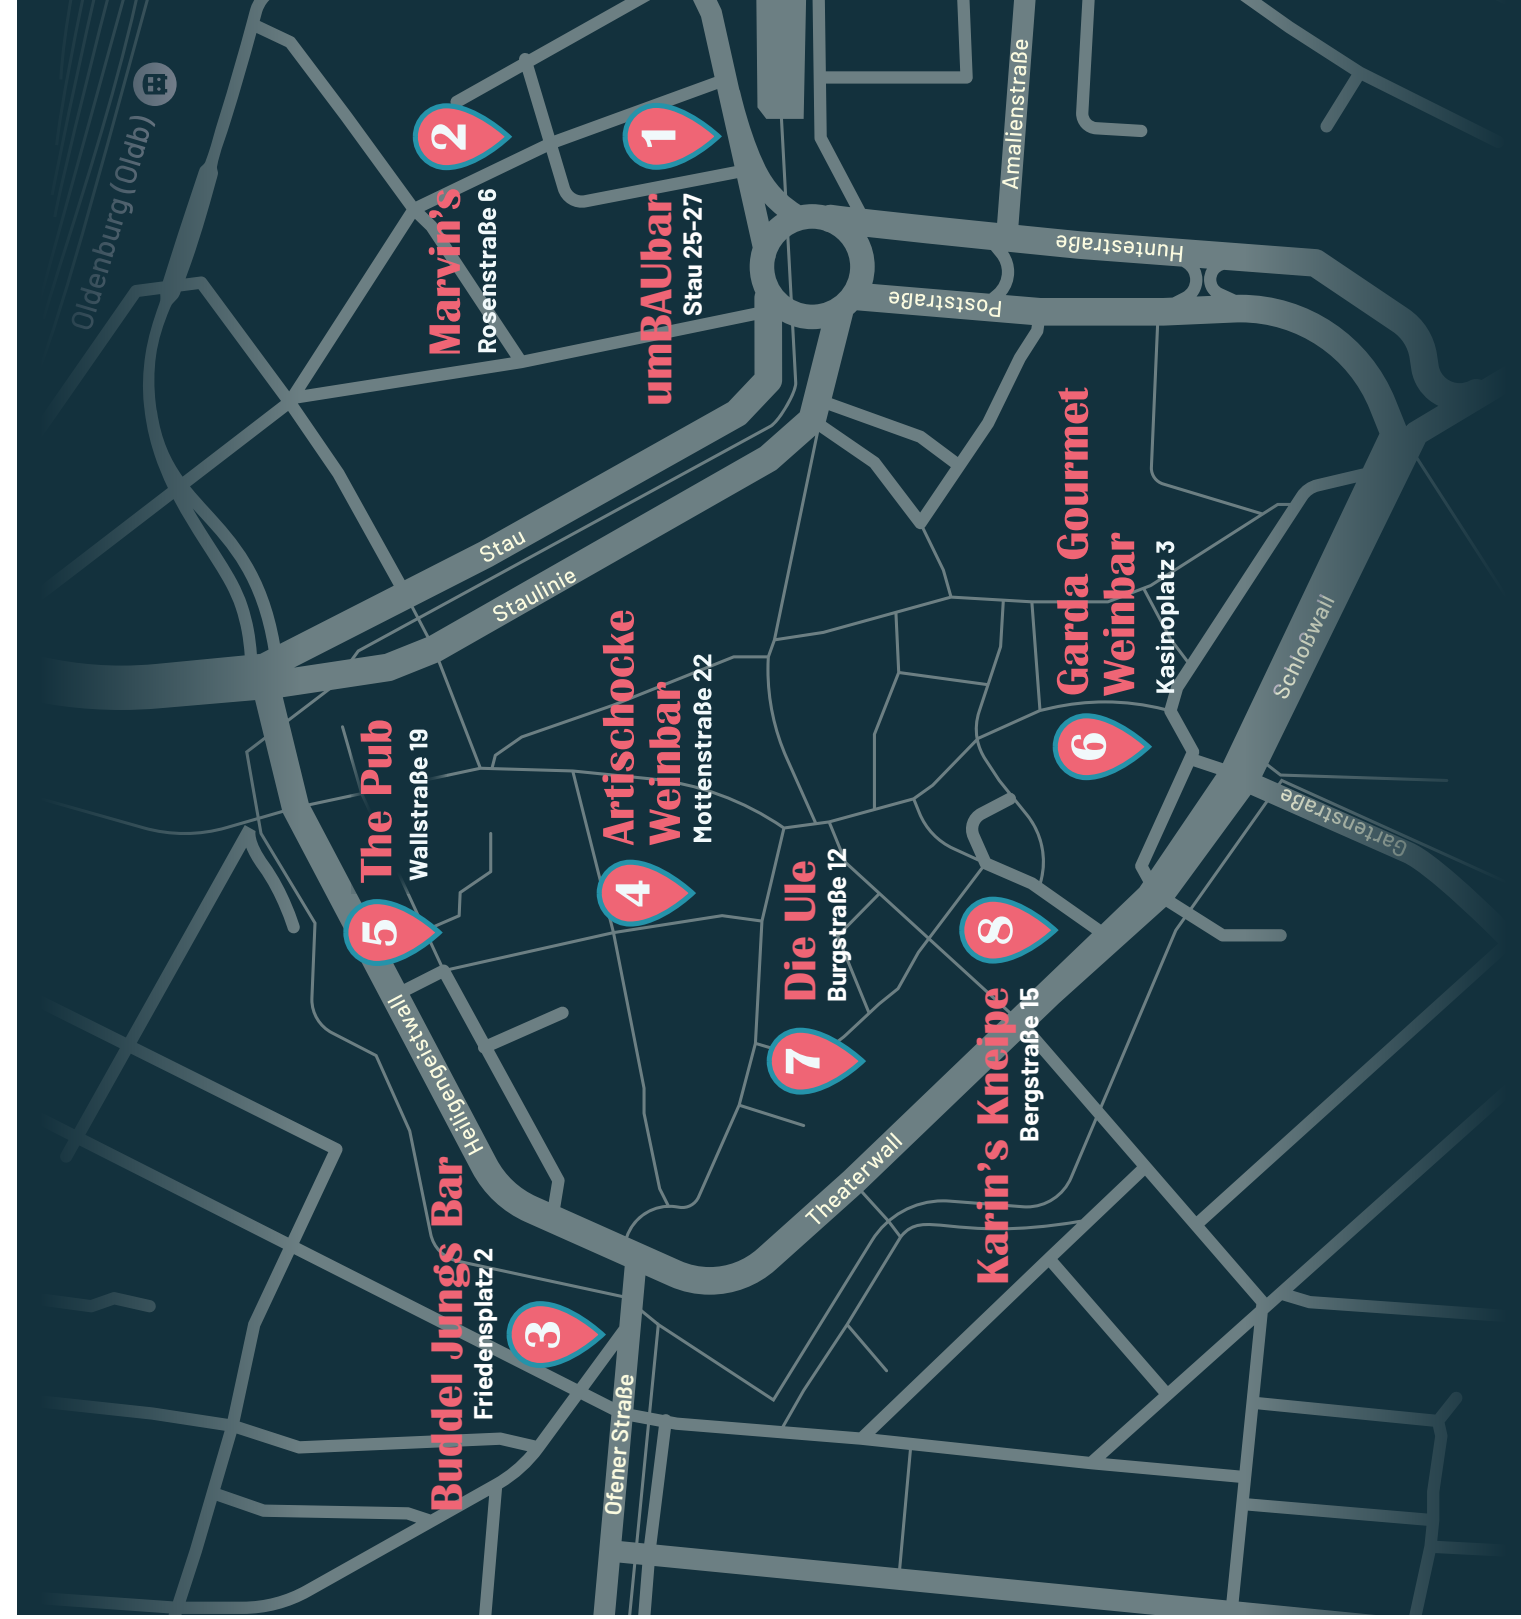 Oldenburg (Oldb)
2
Marvin’s
Rosenstraße 6
1
umBAUbar
Stau 25–27
Amalienstraße
Huntestraße
Poststraße
Stau
Staulinie
5
The Pub
Wallstraße 19
4
Artischocke
Weinbar
Mottenstraße 22
6
Garda Gourmet
Weinbar
Kasinoplatz 3
Schloßwall
Gartenstraße
7
Die Ule
Burgstraße 12
8
Karin’s Kneipe
Bergstraße 15
Heiligengeistwall
Theaterwall
3
Buddel Jungs Bar
Friedensplatz 2
Ofener Straße